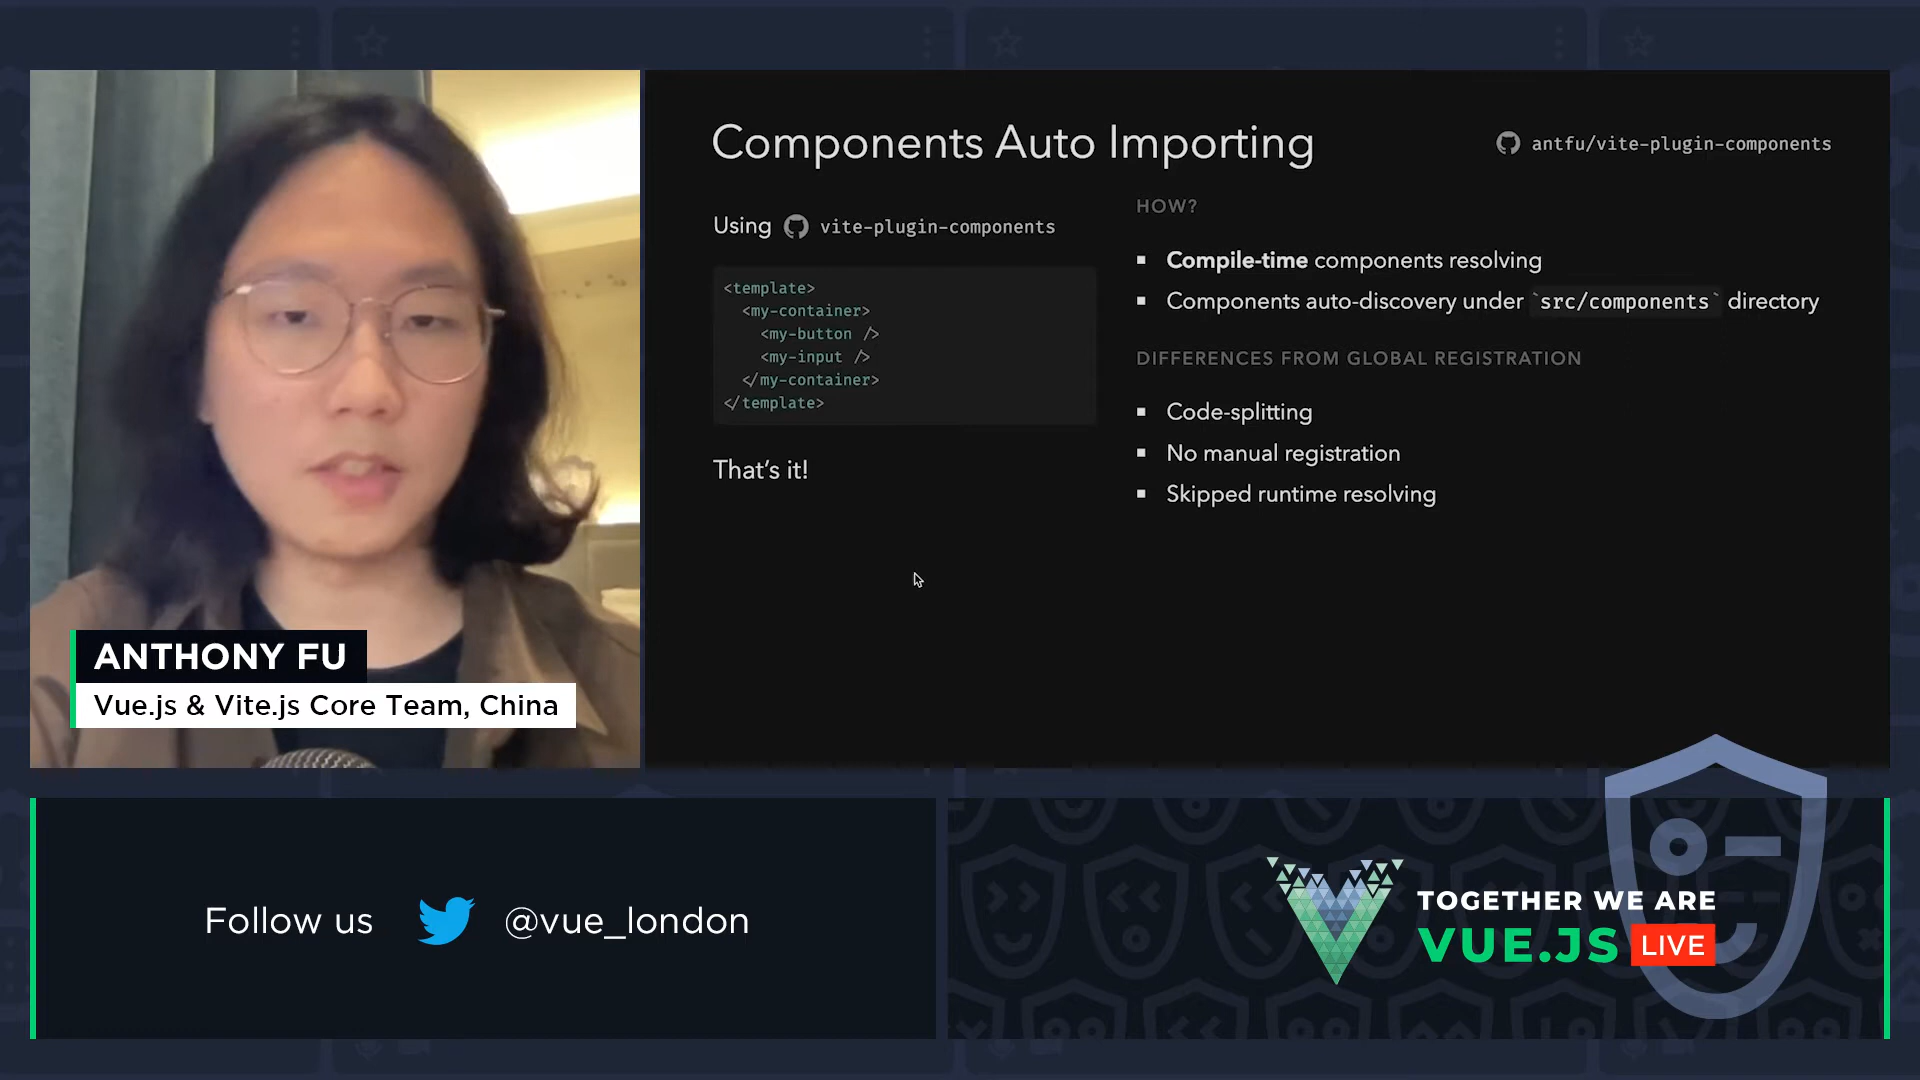 Components Auto Importing
antfu/vite-plugin-components
Using vite-plugin-components
<template>
<my-container>
<my-button />
<my-input />
</my-container>
</template>
That's it!
HOW?
Compile-time components resolving
Components auto-discovery under `src/components` directory
DIFFERENCES FROM GLOBAL REGISTRATION
Code-splitting
No manual registration
Skipped runtime resolving
ANTHONY FU
Vue.js & Vite.js Core Team, China
Follow us @vue_london
TOGETHER WE ARE
VUE.JS LIVE